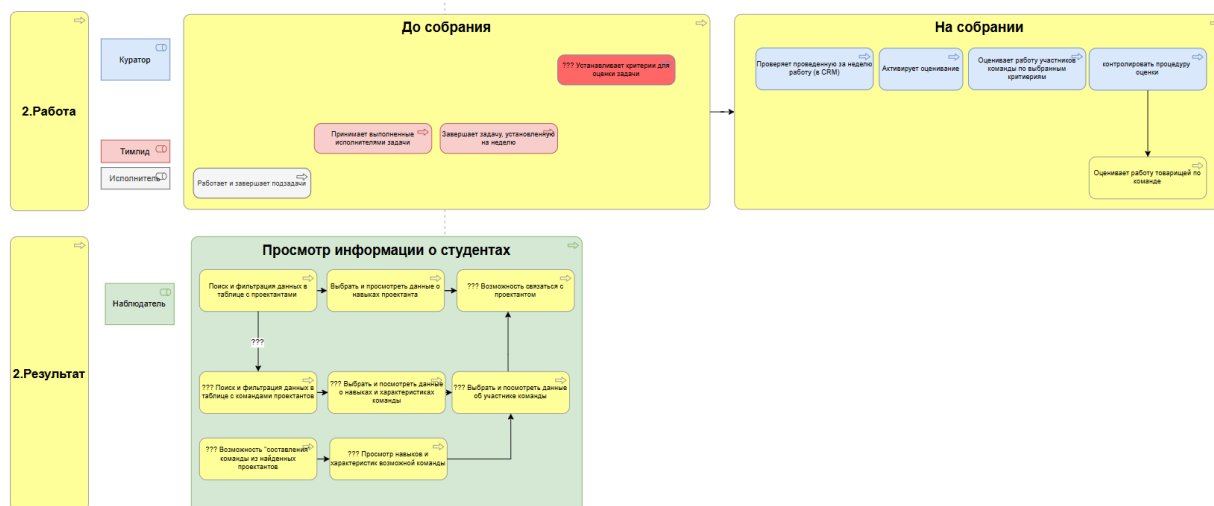 До собрания
На собрании
Куратор
??? Устанавливает критерии для
оценки задачи
Проверяет проведенную за неделю
работу (в CRM)
Активирует оценивание
Оценивает работу участников
команды по выбранным
критиериям
контролировать процедуру
оценки
2.Работа
Тимлид
Принимает выполненные
исполнителями задачи
Завершает задачу, установленную
на неделю
Исполнитель
Работает и завершает подзадачи
Оценивает работу товарищей по
команде
Просмотр информации о студентах
Наблюдатель
Поиск и фильтрация данных в
таблице с проектантами
Выбрать и просмотреть данные о
навыках проектанта
??? Возможность связаться с
проектантом
???
2.Результат
??? Поиск и фильтрация данных в
таблице с командами проектантов
??? Выбрать и посмотреть данные
о навыках и характеристиках
команды
??? Выбрать и посмотреть данные
об участнике команды
??? Возможность "составления"
команды из найденных
проектантов
??? Просмотр навыков и
характеристик возможной команды